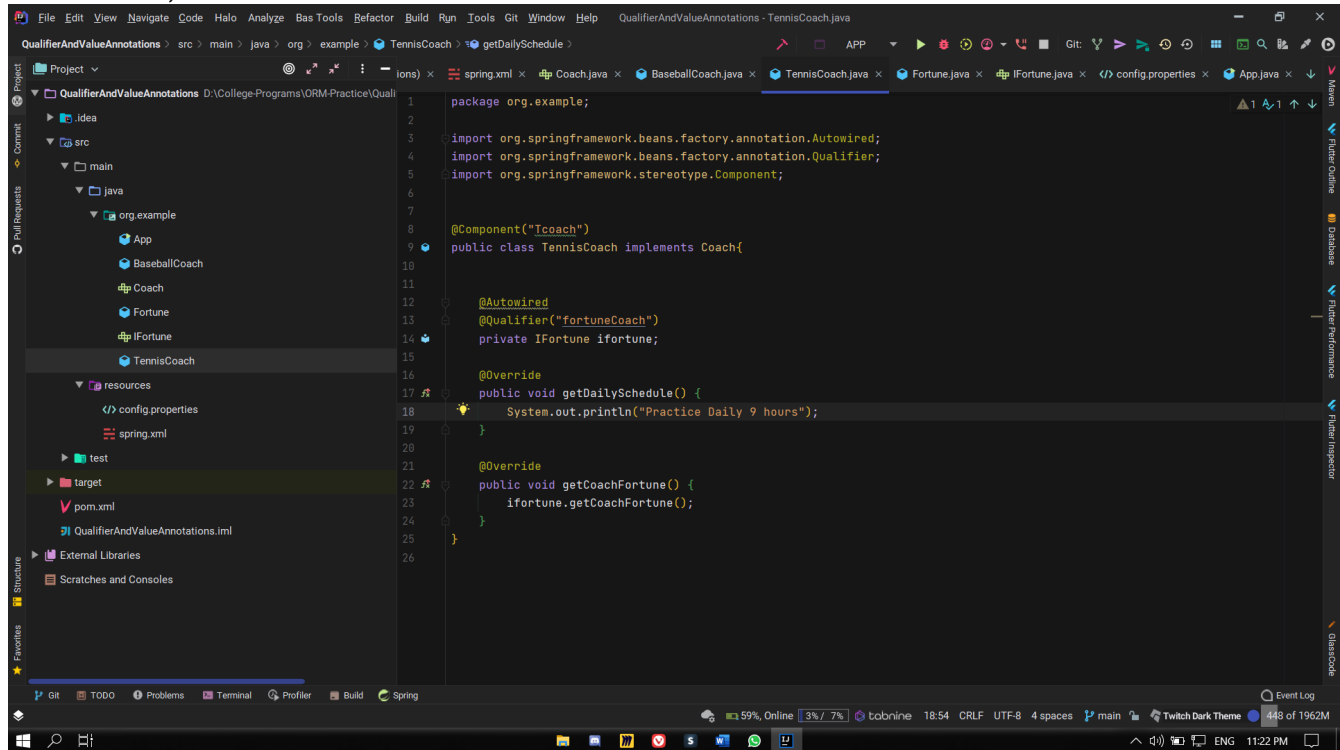 File Edit View Navigate Code Halo Analyze Bas Tools Refactor Build Run Tools Git Window Help QualifierAndValueAnnotations - TennisCoach.java
QualifierAndValueAnnotations src main java org example TennisCoach getDailySchedule APP Git:
Project ions) spring.xml Coach.java BaseballCoach.java TennisCoach.java Fortune.java IFortune.java config.properties App.java
QualifierAndValueAnnotations D:\College-Programs\ORM-Practice\Quali
.idea
src
main
java
org.example
App
BaseballCoach
Coach
Fortune
IFortune
TennisCoach
resources
config.properties
spring.xml
test
target
pom.xml
QualifierAndValueAnnotations.iml
External Libraries
Scratches and Consoles
1 package org.example;
2
3 import org.springframework.beans.factory.annotation.Autowired;
4 import org.springframework.beans.factory.annotation.Qualifier;
5 import org.springframework.stereotype.Component;
6
7
8 @Component("Tcoach")
9 public class TennisCoach implements Coach{
10
11
12 @Autowired
13 @Qualifier("fortuneCoach")
14 private IFortune ifortune;
15
16 @Override
17 public void getDailySchedule() {
18 System.out.println("Practice Daily 9 hours");
19 }
20
21 @Override
22 public void getCoachFortune() {
23 ifortune.getCoachFortune();
24 }
25 }
26
1 1
Project
Commit
Pull Requests
Structure
Favorites
Maven
Flutter Outline
Database
Flutter Performance
Flutter Inspector
GlassCode
Git TODO Problems Terminal Profiler Build Spring Event Log
59%, Online 3% / 7% tabnine 18:54 CRLF UTF-8 4 spaces main Twitch Dark Theme 448 of 1962M
ENG 11:22 PM